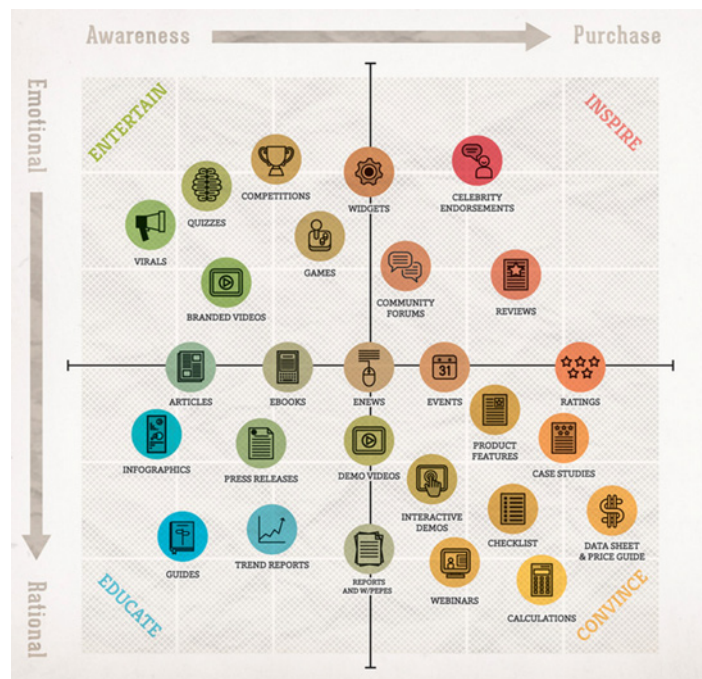 Awareness
Purchase
Emotional
ENTERTAIN
INSPIRE
COMPETITIONS
QUIZZES
WIDGETS
CELEBRITY
ENDORSEMENTS
VIRALS
GAMES
BRANDED VIDEOS
COMMUNITY
FORUMS
REVIEWS
31
ARTICLES
EBOOKS
ENEWS
EVENTS
RATINGS
INFOGRAPHICS
PRESS RELEASES
DEMO VIDEOS
PRODUCT
FEATURES
CASE STUDIES
INTERACTIVE
DEMOS
CHECKLIST
DATA SHEET
& PRICE GUIDE
GUIDES
TREND REPORTS
REPORTS
AND W/PEPES
WEBINARS
CALCULATIONS
Rational
EDUCATE
CONVINCE